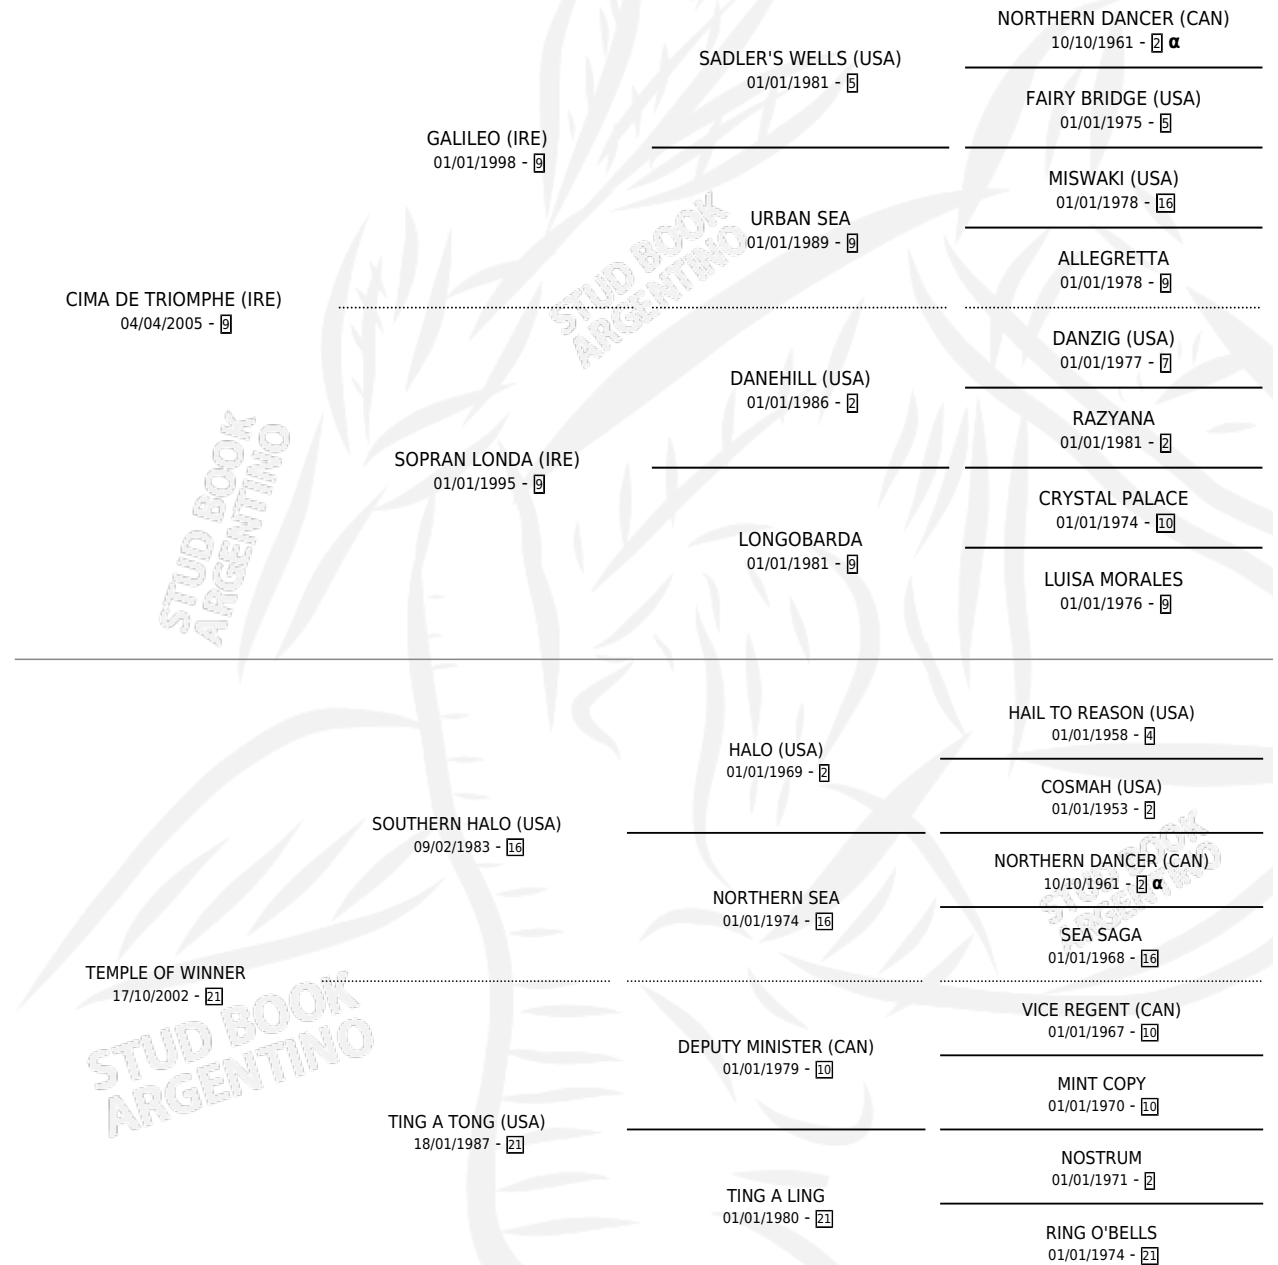 NORTHERN DANCER (CAN)
10/10/1961 - 2 α
SADLER'S WELLS (USA)
01/01/1981 - 5
FAIRY BRIDGE (USA)
01/01/1975 - 5
GALILEO (IRE)
01/01/1998 - 9
MISWAKI (USA)
01/01/1978 - 16
URBAN SEA
01/01/1989 - 9
ALLEGRETTA
01/01/1978 - 9
STUD BOOK
ARGENTINO
CIMA DE TRIOMPHE (IRE)
04/04/2005 - 9
DANZIG (USA)
01/01/1977 - 7
DANEHILL (USA)
01/01/1986 - 2
RAZYANA
01/01/1981 - 2
SOPRAN LONDA (IRE)
01/01/1995 - 9
CRYSTAL PALACE
01/01/1974 - 10
LONGOBARDA
01/01/1981 - 9
LUISA MORALES
01/01/1976 - 9
STUD BOOK
ARGENTINO
HAIL TO REASON (USA)
01/01/1958 - 4
HALO (USA)
01/01/1969 - 2
COSMAH (USA)
01/01/1953 - 2
SOUTHERN HALO (USA)
09/02/1983 - 16
NORTHERN DANCER (CAN)
10/10/1961 - 2 α
NORTHERN SEA
01/01/1974 - 16
SEA SAGA
01/01/1968 - 16
STUD BOOK
ARGENTINO
TEMPLE OF WINNER
17/10/2002 - 21
VICE REGENT (CAN)
01/01/1967 - 10
DEPUTY MINISTER (CAN)
01/01/1979 - 10
MINT COPY
01/01/1970 - 10
STUD BOOK
ARGENTINO
TING A TONG (USA)
18/01/1987 - 21
NOSTRUM
01/01/1971 - 2
TING A LING
01/01/1980 - 21
RING O'BELLS
01/01/1974 - 21